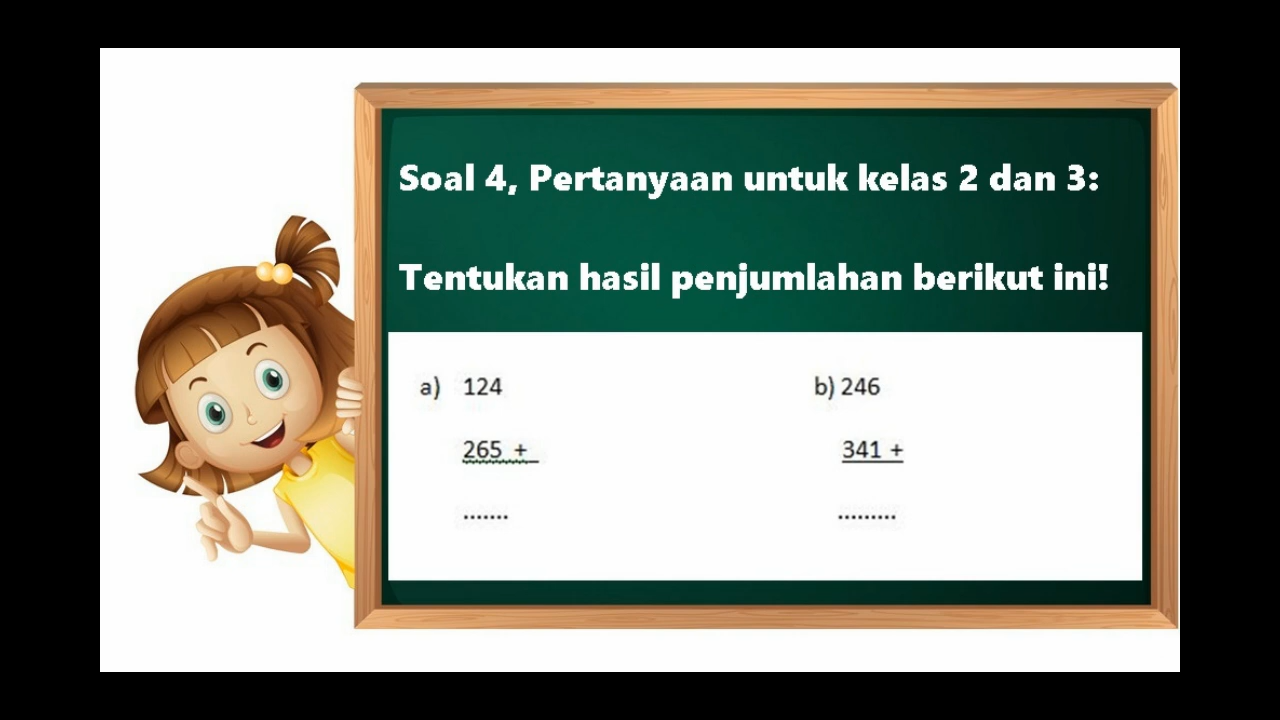 Soal 4, Pertanyaan untuk kelas 2 dan 3:
Tentukan hasil penjumlahan berikut ini!
a) 124
265 +
.......
b) 246
341 +
.........